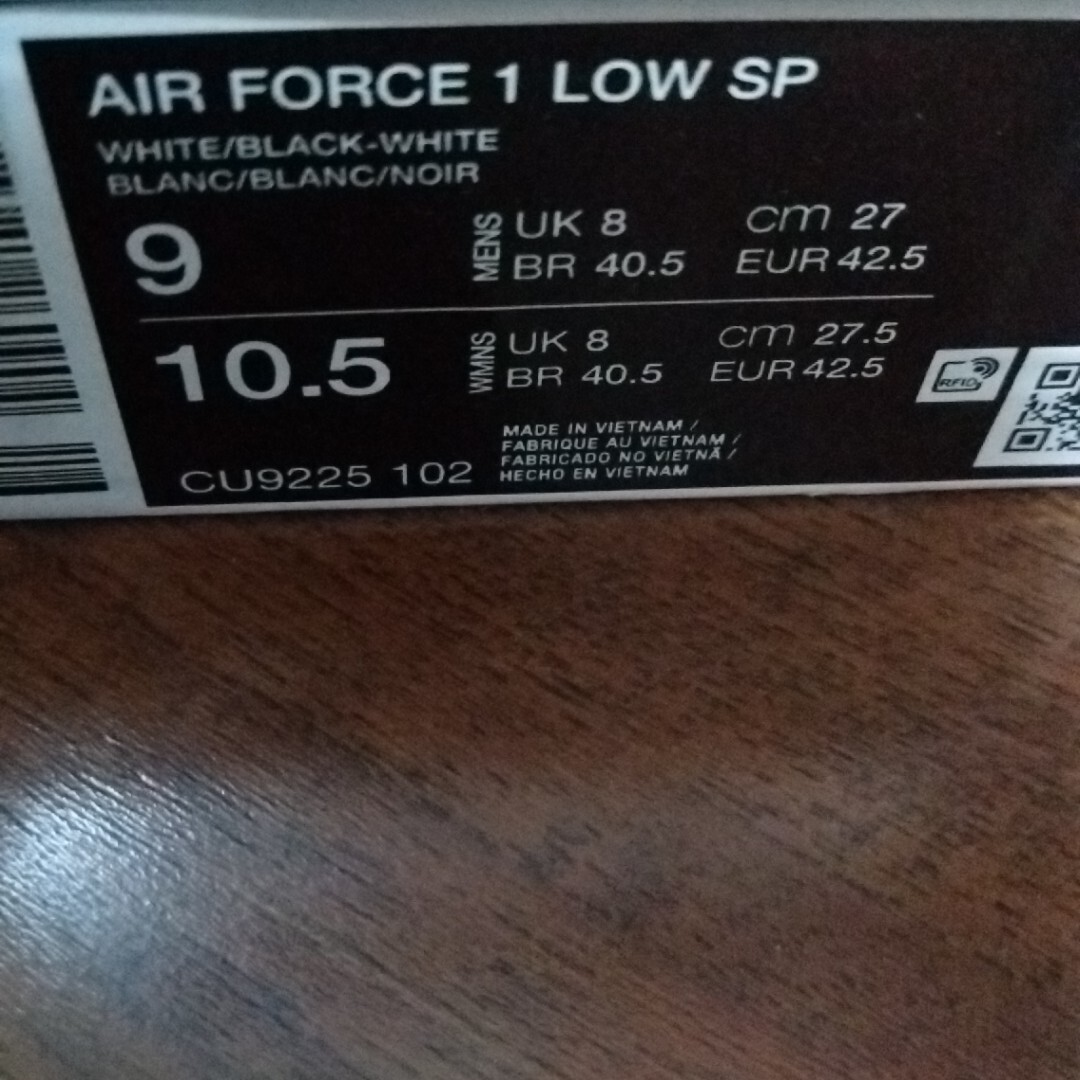 AIR FORCE 1 LOW SP
WHITE/BLACK-WHITE
BLANC/BLANC/NOIR
9 MENS UK 8 cm 27
BR 40.5 EUR 42.5
10.5 WMNS UK 8 cm 27.5
BR 40.5 EUR 42.5
RFID
MADE IN VIETNAM /
FABRIQUE AU VIETNAM /
FABRICADO NO VIETNÃ /
HECHO EN VIETNAM
CU9225 102